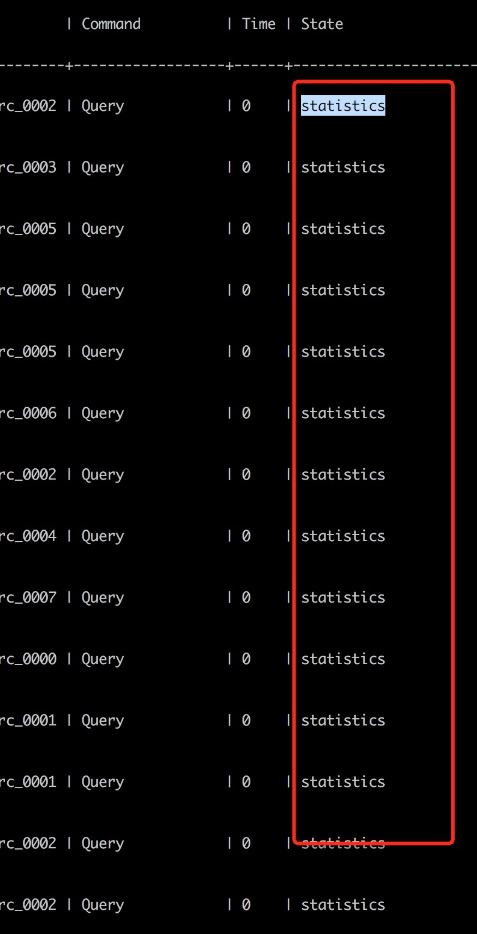 | Command | Time | State
--------+------------------+------+----------------------
rc_0002 | Query | 0 | statistics
rc_0003 | Query | 0 | statistics
rc_0005 | Query | 0 | statistics
rc_0005 | Query | 0 | statistics
rc_0005 | Query | 0 | statistics
rc_0006 | Query | 0 | statistics
rc_0002 | Query | 0 | statistics
rc_0004 | Query | 0 | statistics
rc_0007 | Query | 0 | statistics
rc_0000 | Query | 0 | statistics
rc_0001 | Query | 0 | statistics
rc_0001 | Query | 0 | statistics
rc_0002 | Query | 0 | statistics
rc_0002 | Query | 0 | statistics